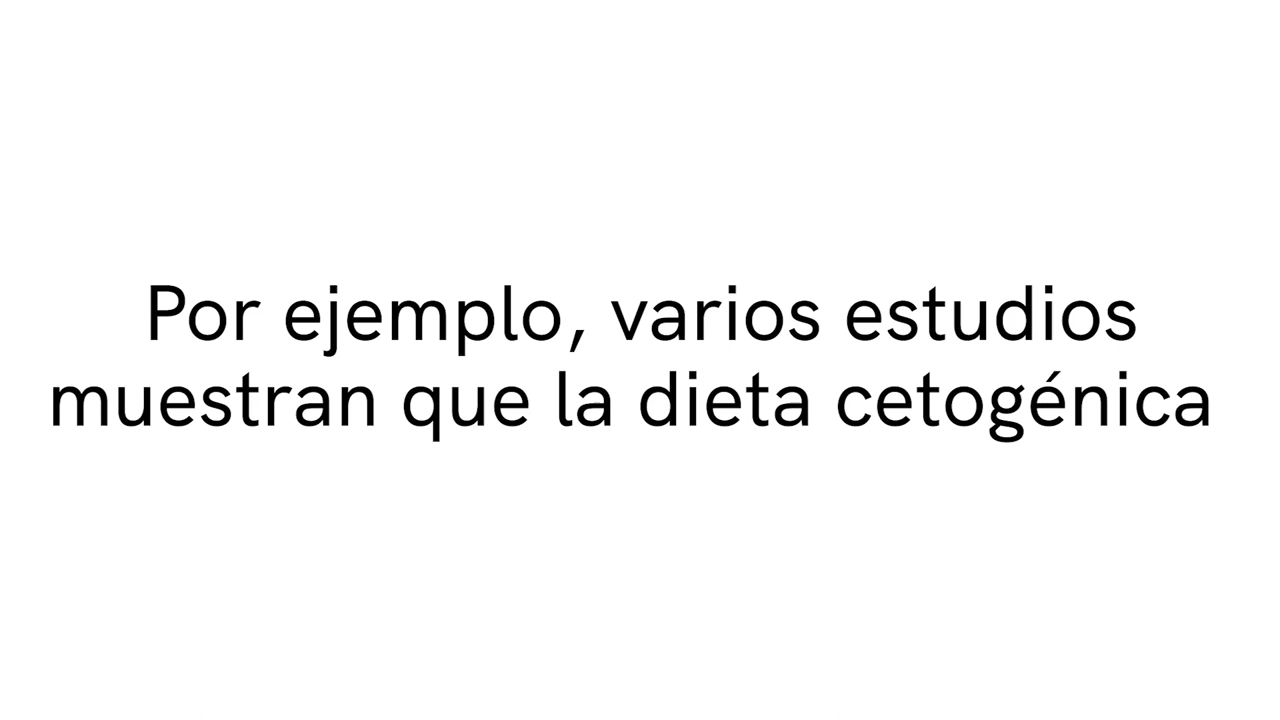 Por ejemplo, varios estudios
muestran que la dieta cetogénica